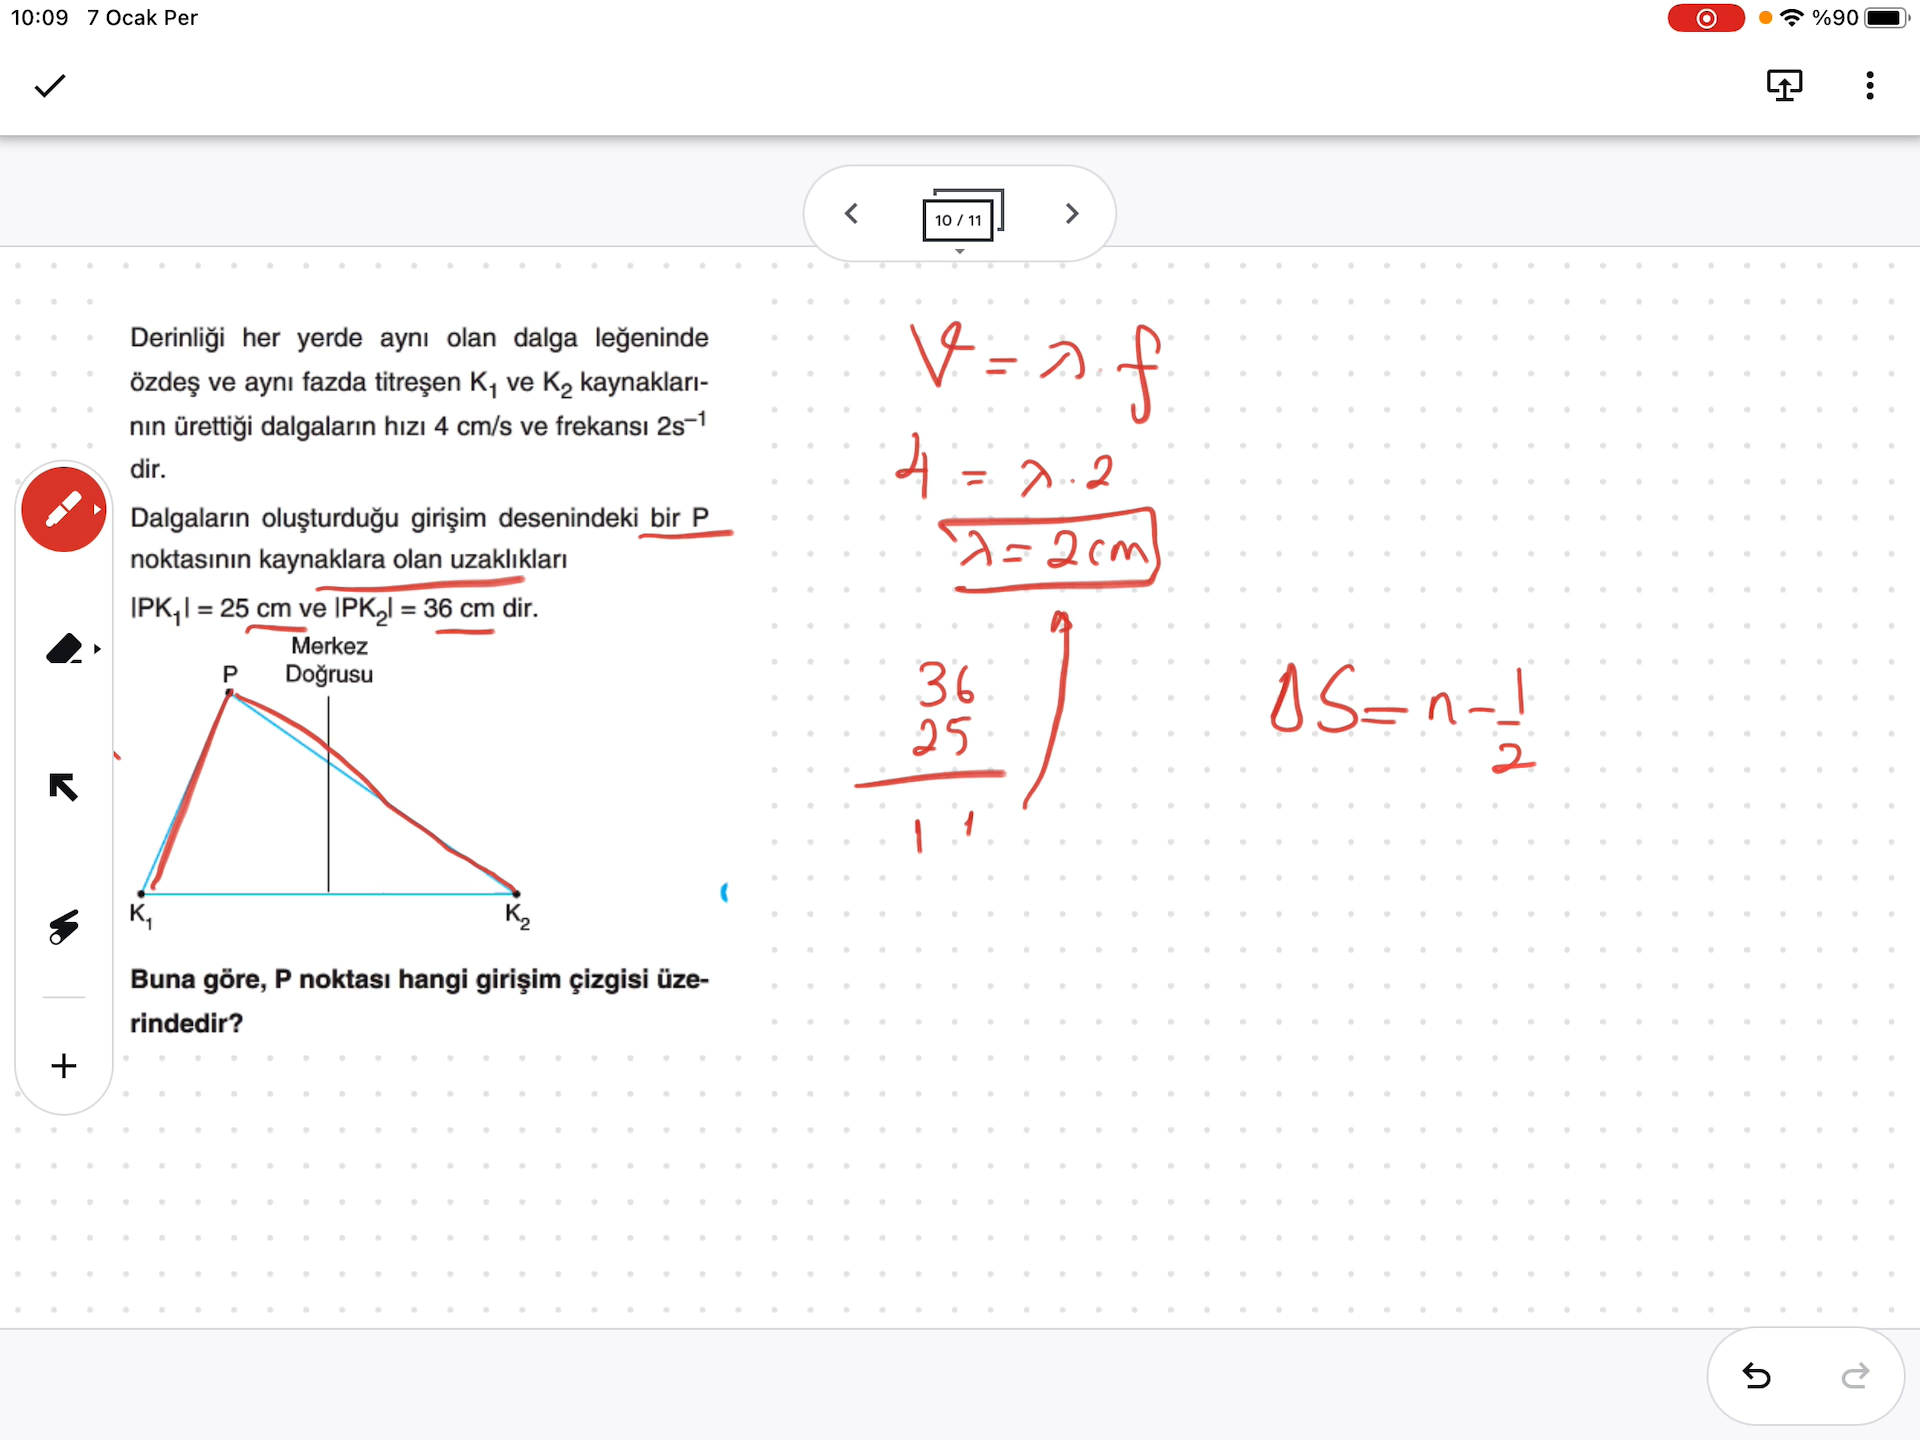 10:09 7 Ocak Per
%90
10 / 11
Derinliği her yerde aynı olan dalga leğeninde
özdeş ve aynı fazda titreşen K₁ ve K₂ kaynakları-
nın ürettiği dalgaların hızı 4 cm/s ve frekansı 2s⁻¹
dir.
Dalgaların oluşturduğu girişim desenindeki bir P
noktasının kaynaklara olan uzaklıkları
|PK₁| = 25 cm ve |PK₂| = 36 cm dir.
Merkez
Doğrusu
P
K₁
K₂
Buna göre, P noktası hangi girişim çizgisi üze-
rindedir?
V = λ . f
4 = λ . 2
λ = 2 cm
36
25
11
ΔS = n - 1/2